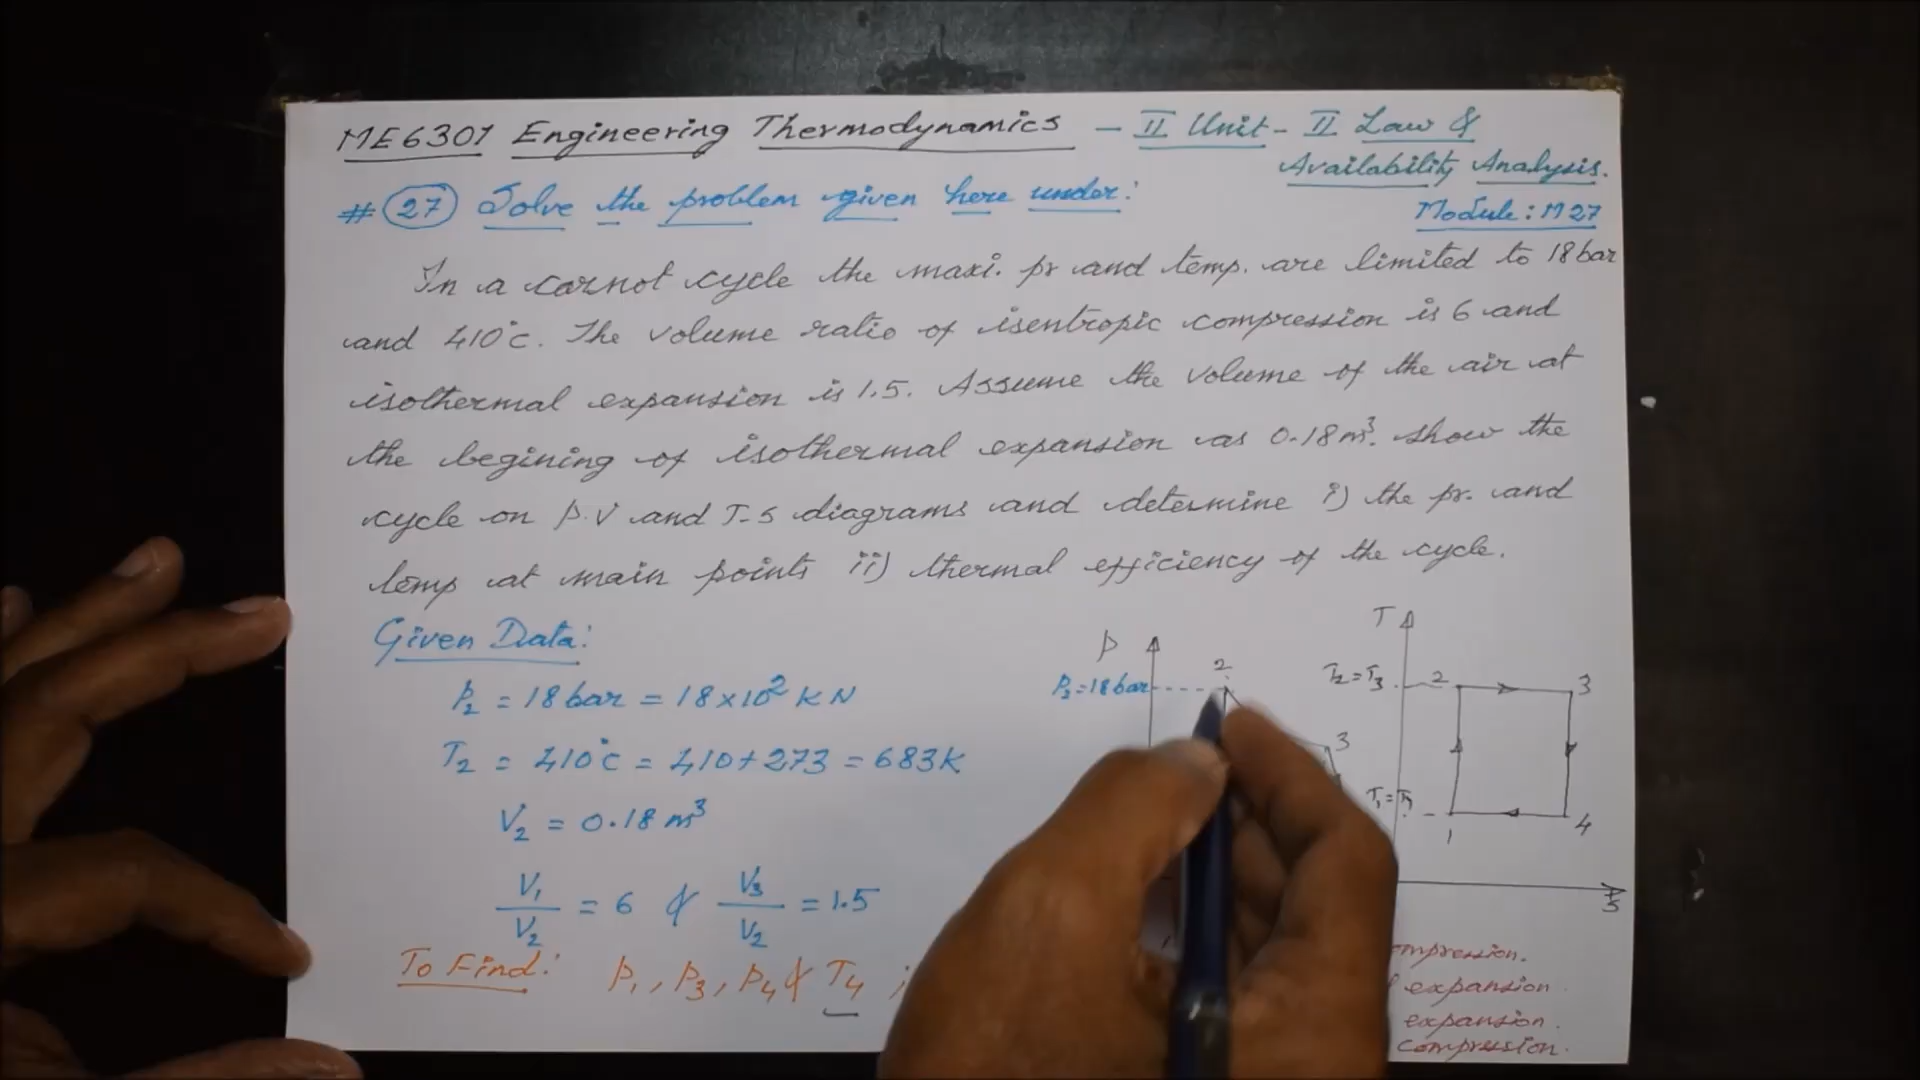 ME6301 Engineering Thermodynamics - II Unit - II Law &
Availability Analysis.
# 27 Solve the problem given here under:
Module: M27
In a carnot cycle the maxi. pr and temp. are limited to 18 bar
and 410°c. The volume ratio of isentropic compression is 6 and
isothermal expansion is 1.5. Assume the volume of the air at
the begining of isothermal expansion as 0.18m³. show the
cycle on p.V and T-s diagrams and determine i) the pr. and
temp at main points ii) thermal efficiency of the cycle.
Given Data:
P₂ = 18 bar = 18×10² KN
T₂ = 410°c = 410+273 = 683K
V₂ = 0.18 m³
V₁/V₂ = 6 & V₃/V₂ = 1.5
To Find: P₁, P₃, P₄ & T₄ ;
P
2
P₂=18bar
3
T
T₂=T₃
2
3
1
4
S
compression.
expansion.
expansion.
compression.